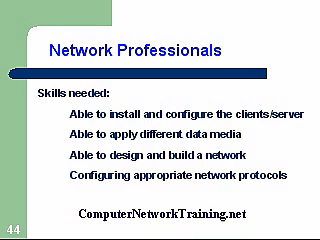 Network Professionals
Skills needed:
Able to install and configure the clients/server
Able to apply different data media
Able to design and build a network
Configuring appropriate network protocols
ComputerNetworkTraining.net
44